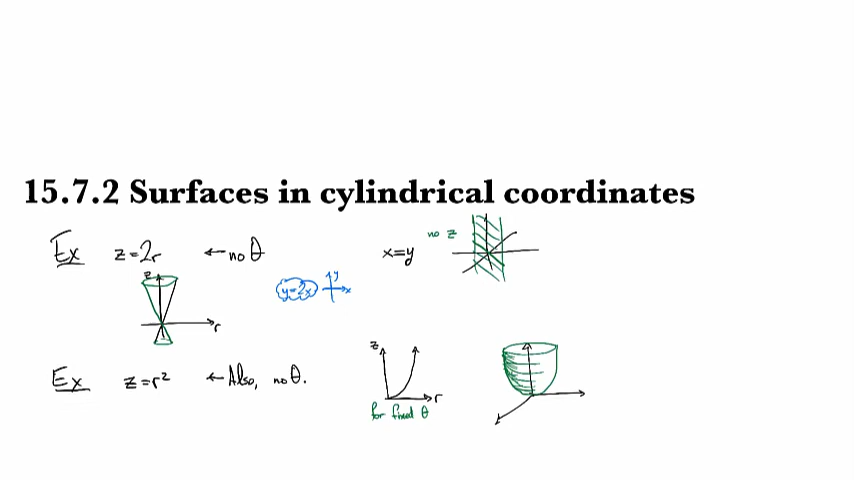 15.7.2 Surfaces in cylindrical coordinates
Ex z=2r ←no θ x=y no z
z
r
y=2x y x
Ex z=r² ←Also, no θ.
z
r
for fixed θ